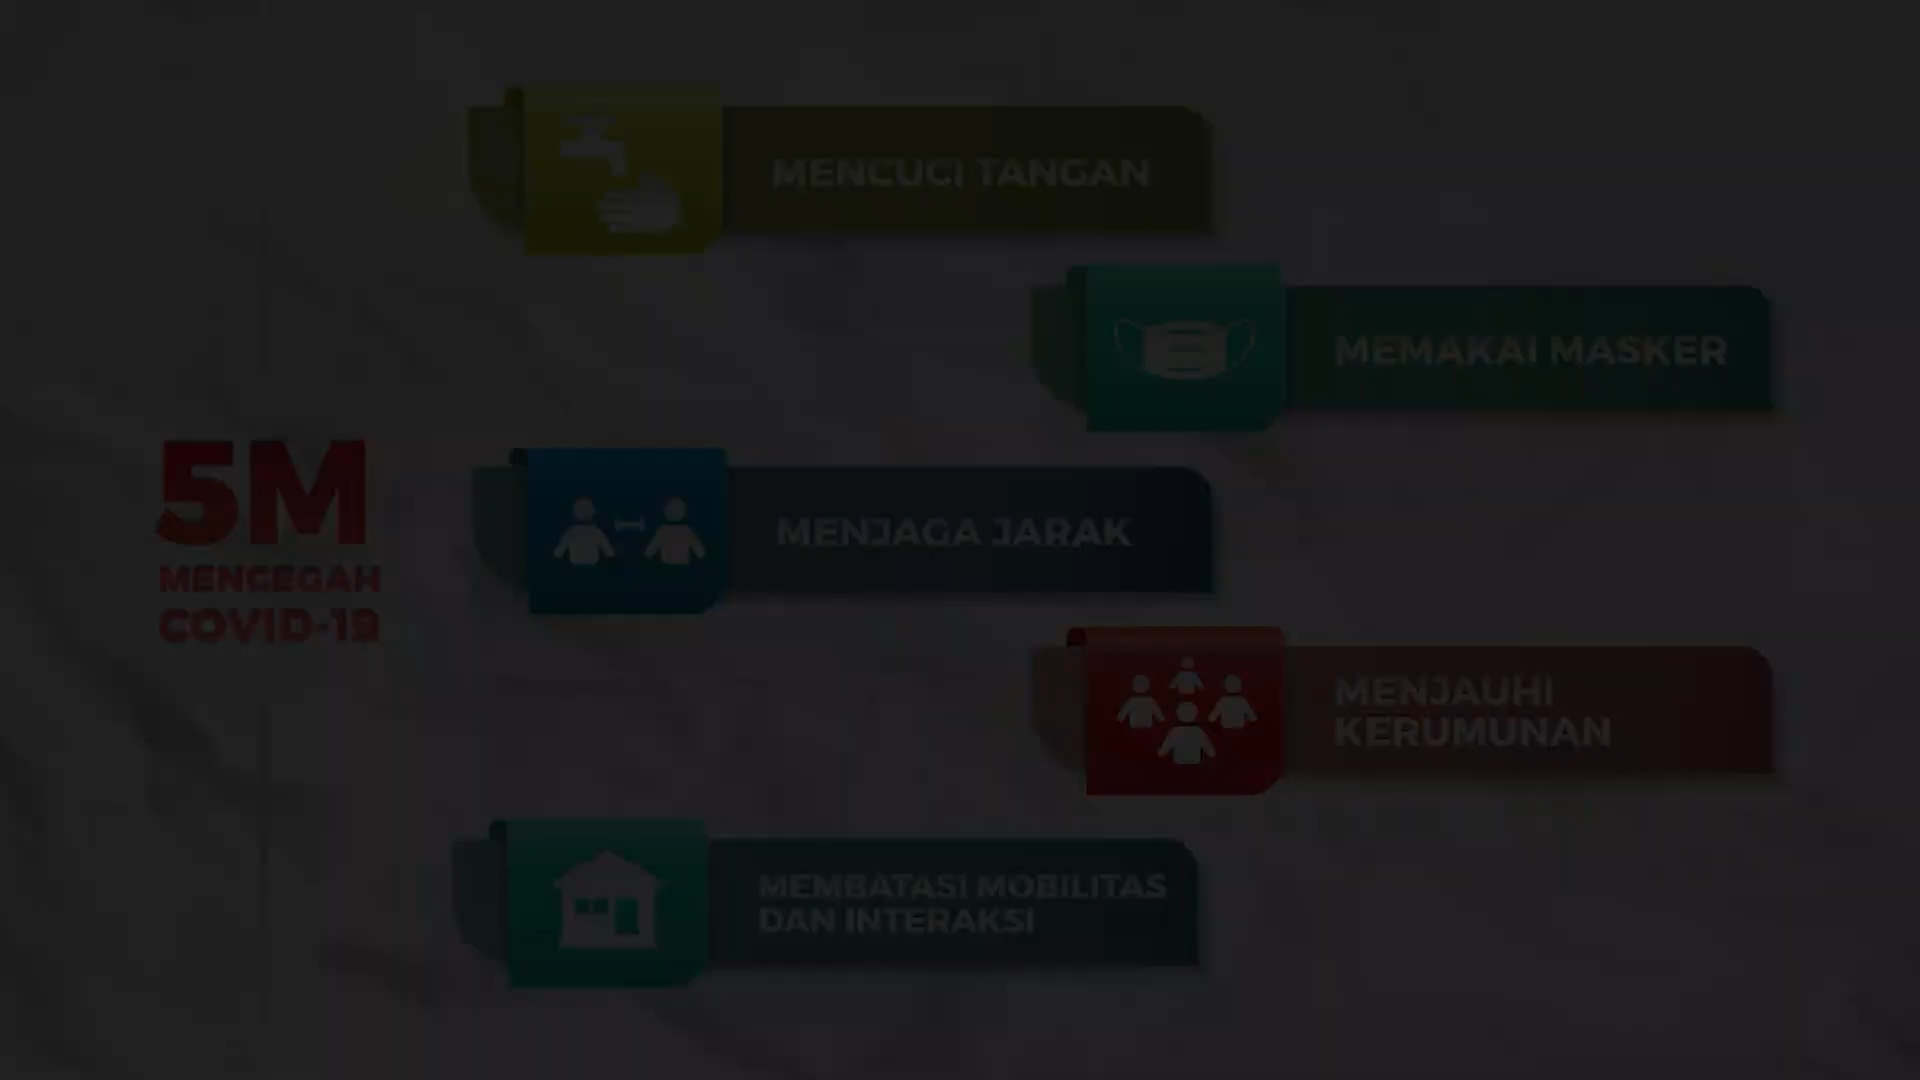 5M
MENCEGAH
COVID-19
MENCUCI TANGAN
MEMAKAI MASKER
MENJAGA JARAK
MENJAUHI
KERUMUNAN
MEMBATASI MOBILITAS
DAN INTERAKSI